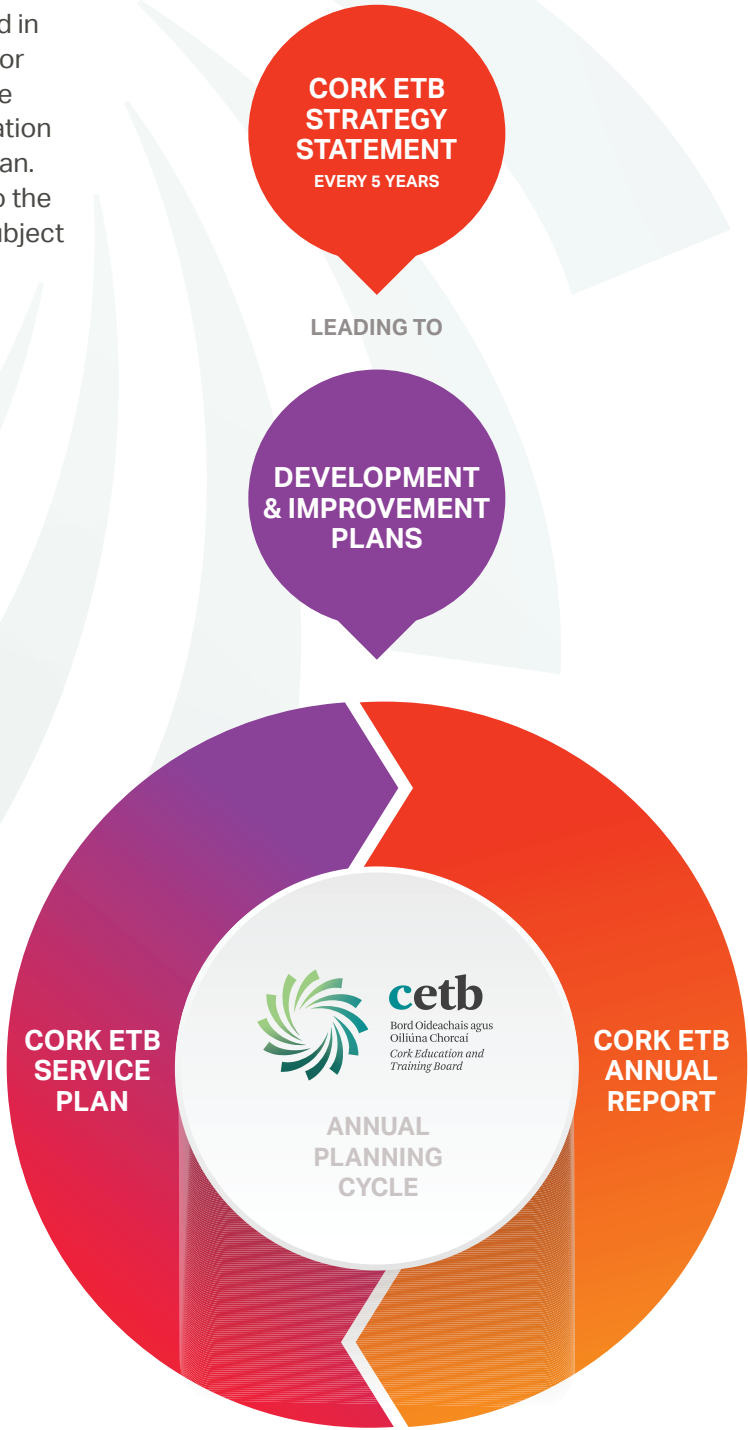 d in
or
e
ation
an.
o the
ubject
CORK ETB
STRATEGY
STATEMENT
EVERY 5 YEARS
LEADING TO
DEVELOPMENT
& IMPROVEMENT
PLANS
CORK ETB
SERVICE
PLAN
cetb
Bord Oideachais agus
Oiliúna Chorcaí
Cork Education and
Training Board
ANNUAL
PLANNING
CYCLE
CORK ETB
ANNUAL
REPORT